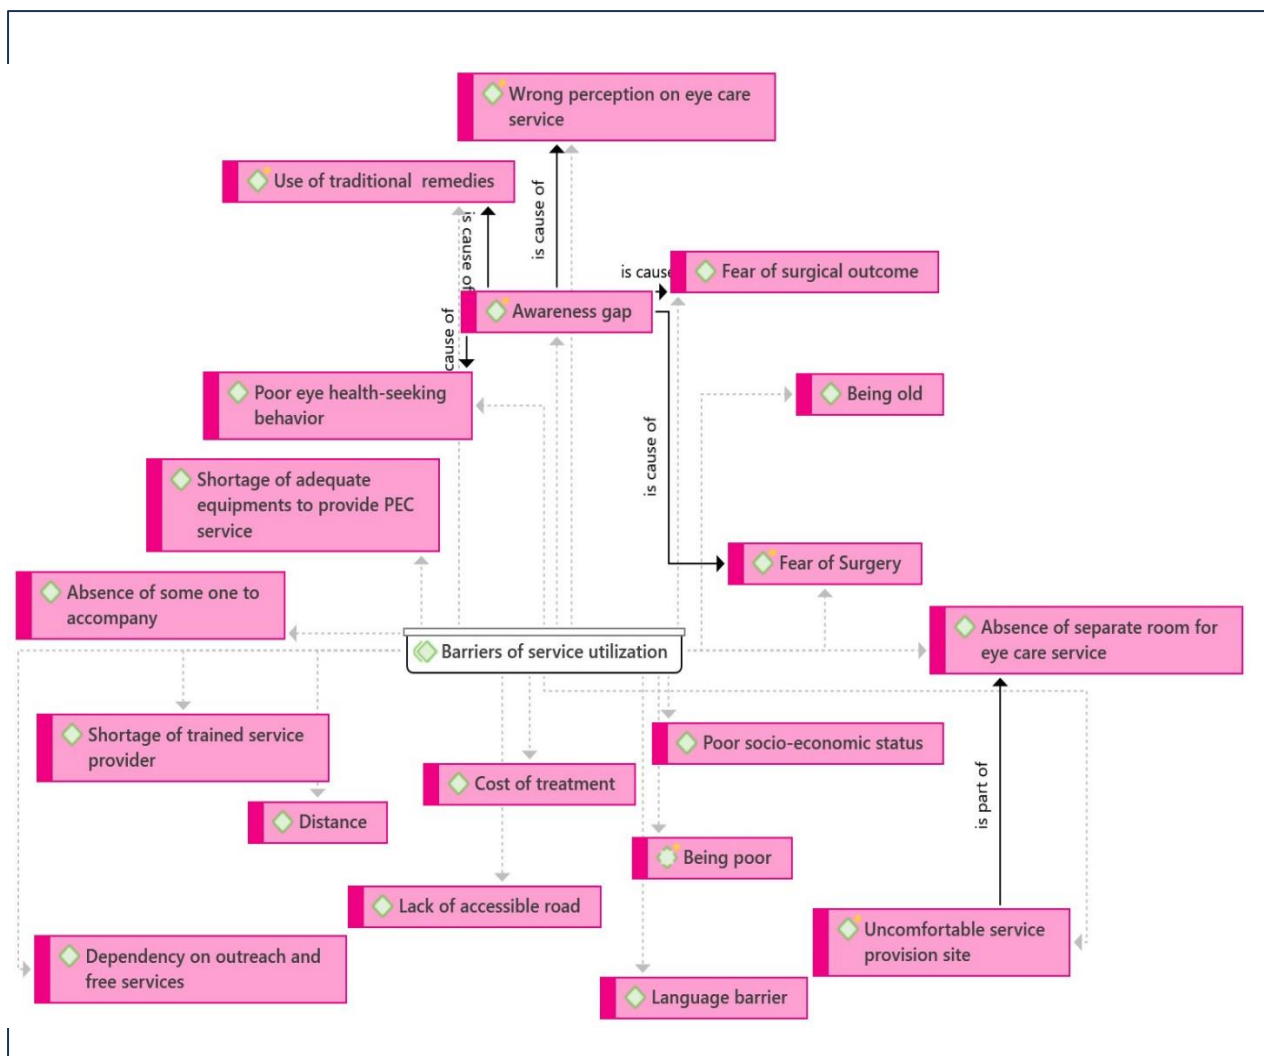 Wrong perception on eye care
service
Use of traditional remedies
is cause of
is cause of
is cause
Fear of surgical outcome
Awareness gap
cause of
Poor eye health-seeking
behavior
Being old
is cause of
Shortage of adequate
equipments to provide PEC
service
Fear of Surgery
Absence of some one to
accompany
Absence of separate room for
eye care service
Barriers of service utilization
Shortage of trained service
provider
Poor socio-economic status
Cost of treatment
is part of
Distance
Being poor
Lack of accessible road
Uncomfortable service
provision site
Dependency on outreach and
free services
Language barrier